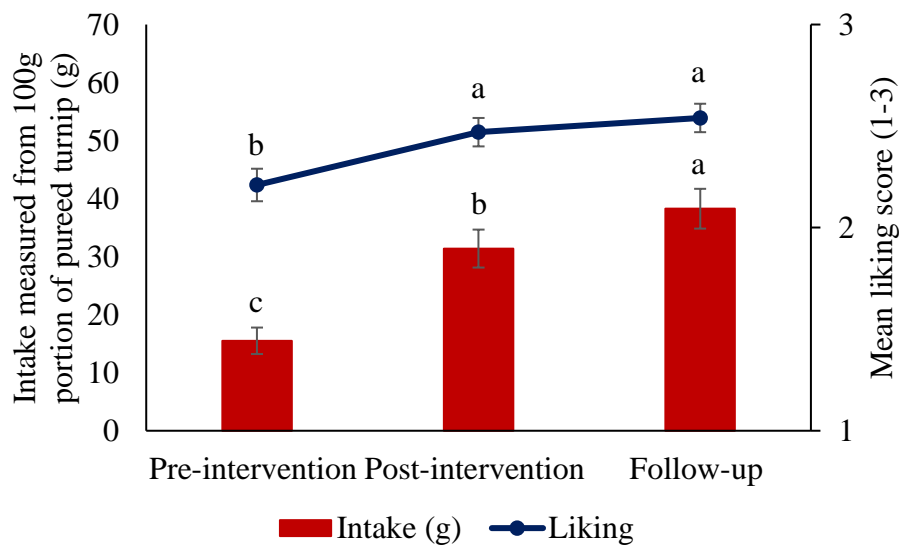 Intake measured from 100g
portion of pureed turnip (g)
70
60
50
40
30
20
10
0
b
a
a
c
b
a
3
2
1
Mean liking score (1-3)
Pre-intervention Post-intervention Follow-up
Intake (g) Liking